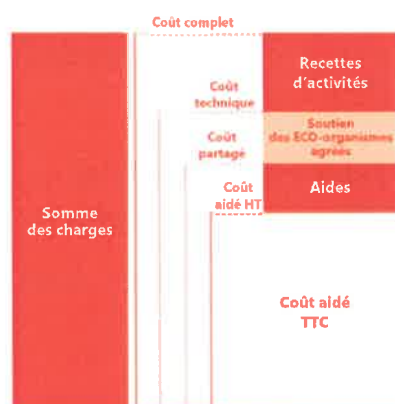 Coût complet
Recettes
d'activités
Coût
technique
Soutien
des ECO-organismes
agréés
Coût
partagé
Coût
aidé HT
Aides
Somme
des charges
Coût aidé
TTC